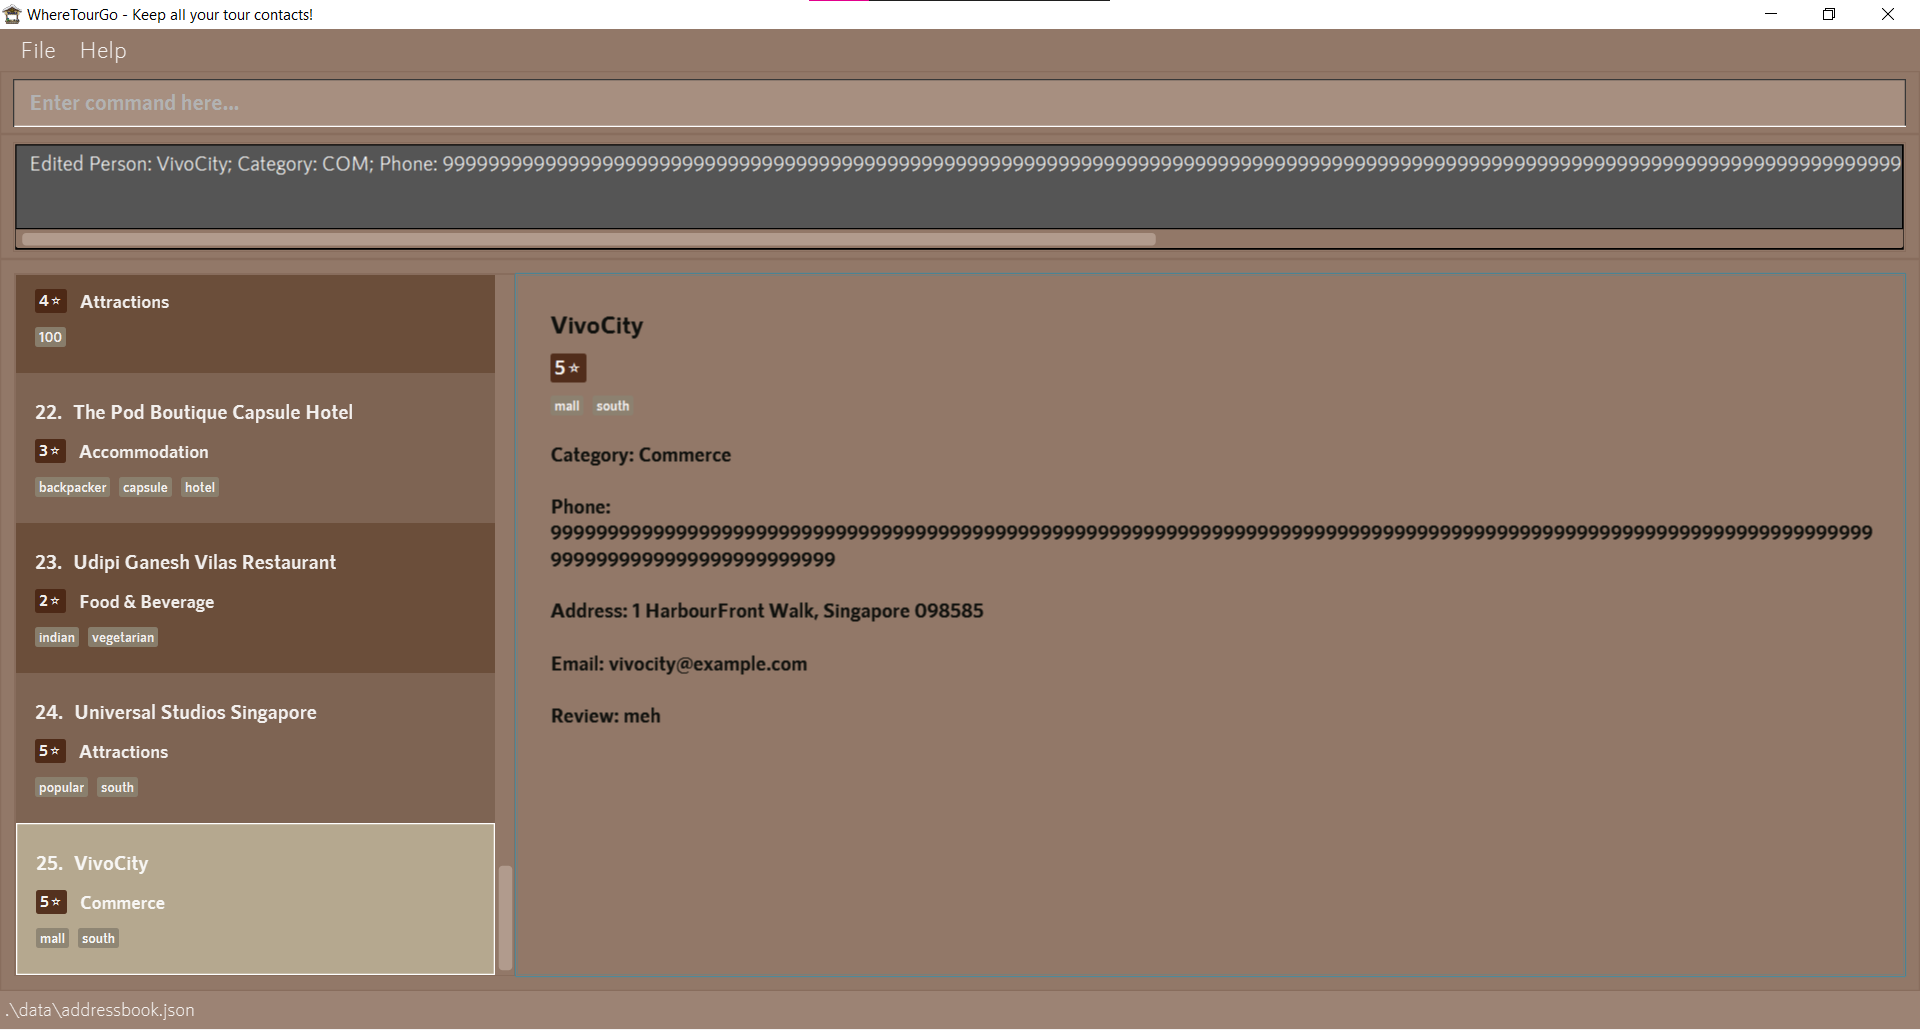 WhereTourGo - Keep all your tour contacts!
File Help
Enter command here...
Edited Person: VivoCity; Category: COM; Phone: 99999999999999999999999999999999999999999999999999999999999999999999999999999999999999999999999999999999999999999999999999999999
4☆ Attractions
100
22. The Pod Boutique Capsule Hotel
3☆ Accommodation
backpacker capsule hotel
23. Udipi Ganesh Vilas Restaurant
2☆ Food & Beverage
indian vegetarian
24. Universal Studios Singapore
5☆ Attractions
popular south
25. VivoCity
5☆ Commerce
mall south
VivoCity
5☆
mall south
Category: Commerce
Phone:
99999999999999999999999999999999999999999999999999999999999999999999999999999999999999999999999999999999999999999999
9999999999999999999999999
Address: 1 HarbourFront Walk, Singapore 098585
Email: vivocity@example.com
Review: meh
.\data\addressbook.json